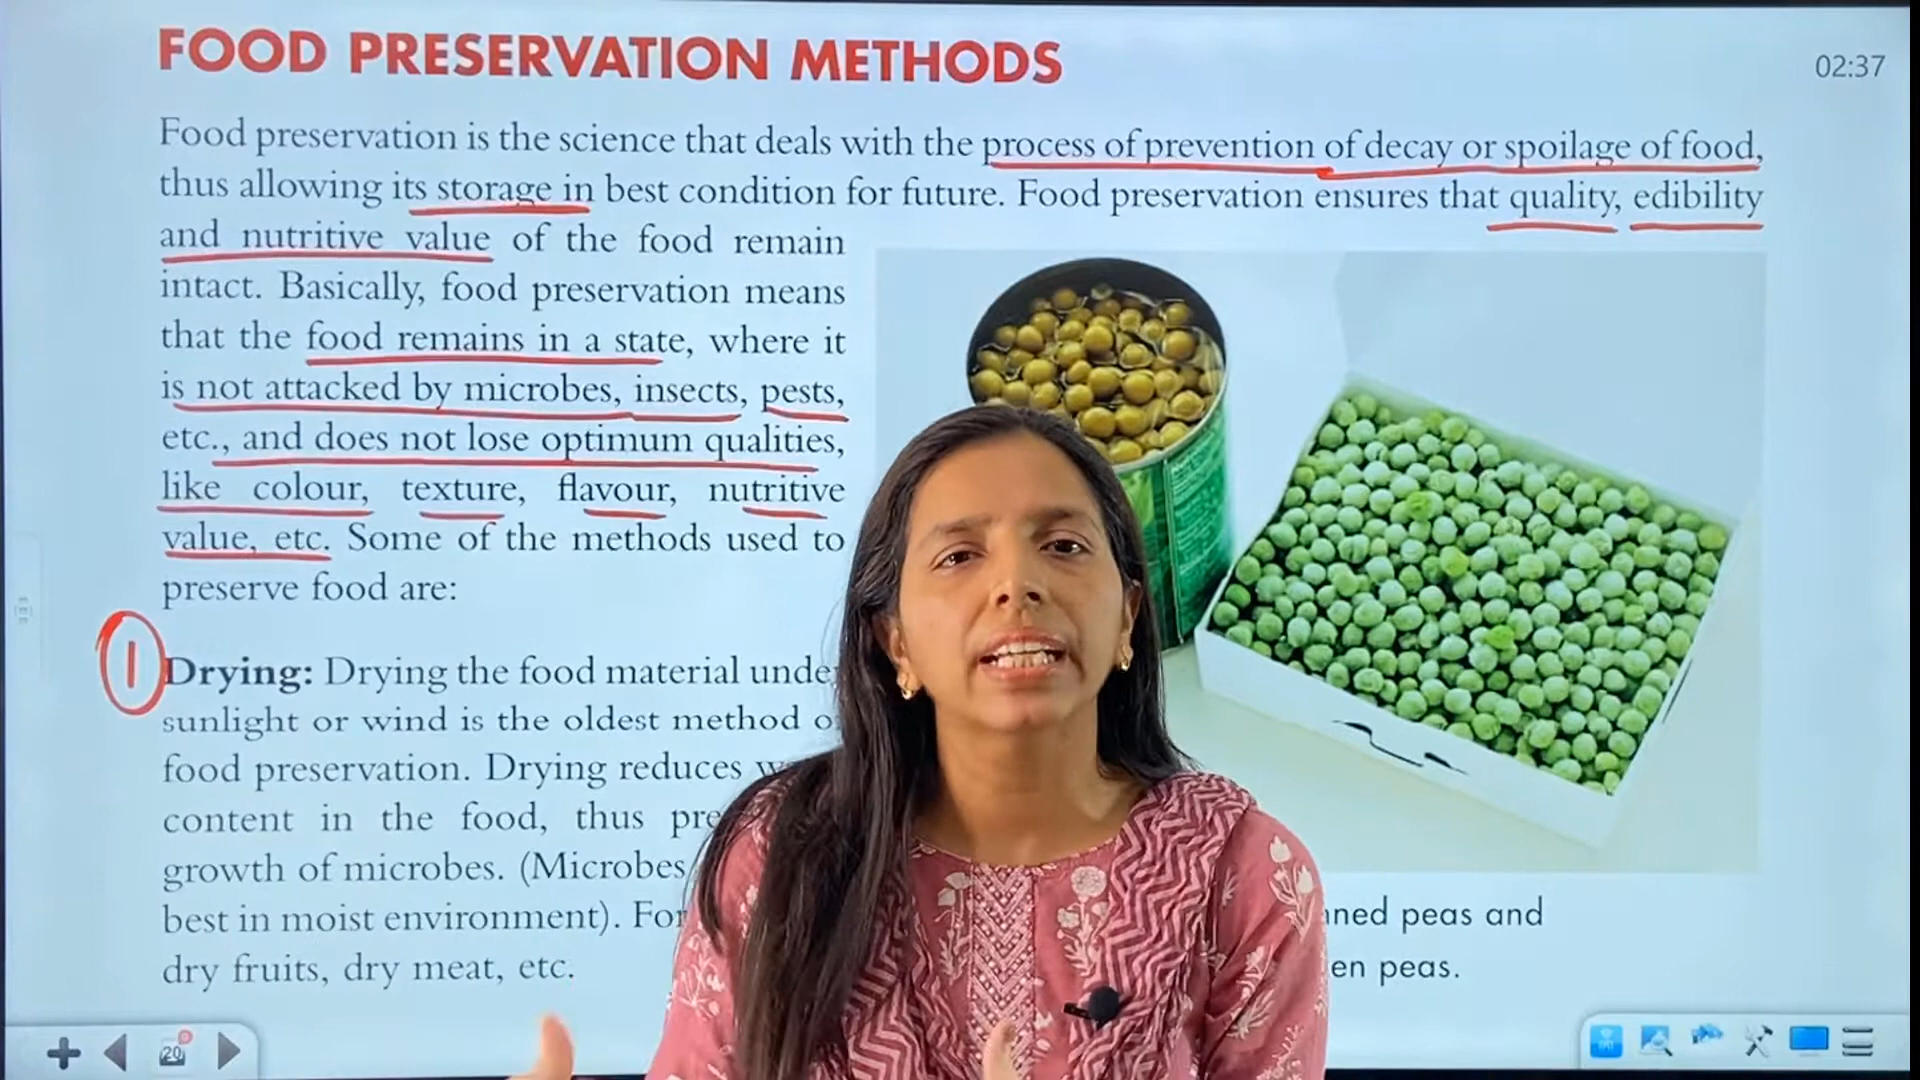 FOOD PRESERVATION METHODS
02:37
Food preservation is the science that deals with the process of prevention of decay or spoilage of food,
thus allowing its storage in best condition for future. Food preservation ensures that quality, edibility
and nutritive value of the food remain
intact. Basically, food preservation means
that the food remains in a state, where it
is not attacked by microbes, insects, pests,
etc., and does not lose optimum qualities,
like colour, texture, flavour, nutritive
value, etc. Some of the methods used to
preserve food are:
1
Drying: Drying the food material
sunlight or wind is the oldest method
food preservation. Drying reduces
content in the food, thus
growth of microbes. (Microbes
best in moist environment).
dry fruits, dry meat, etc.
peas and
peas.
20